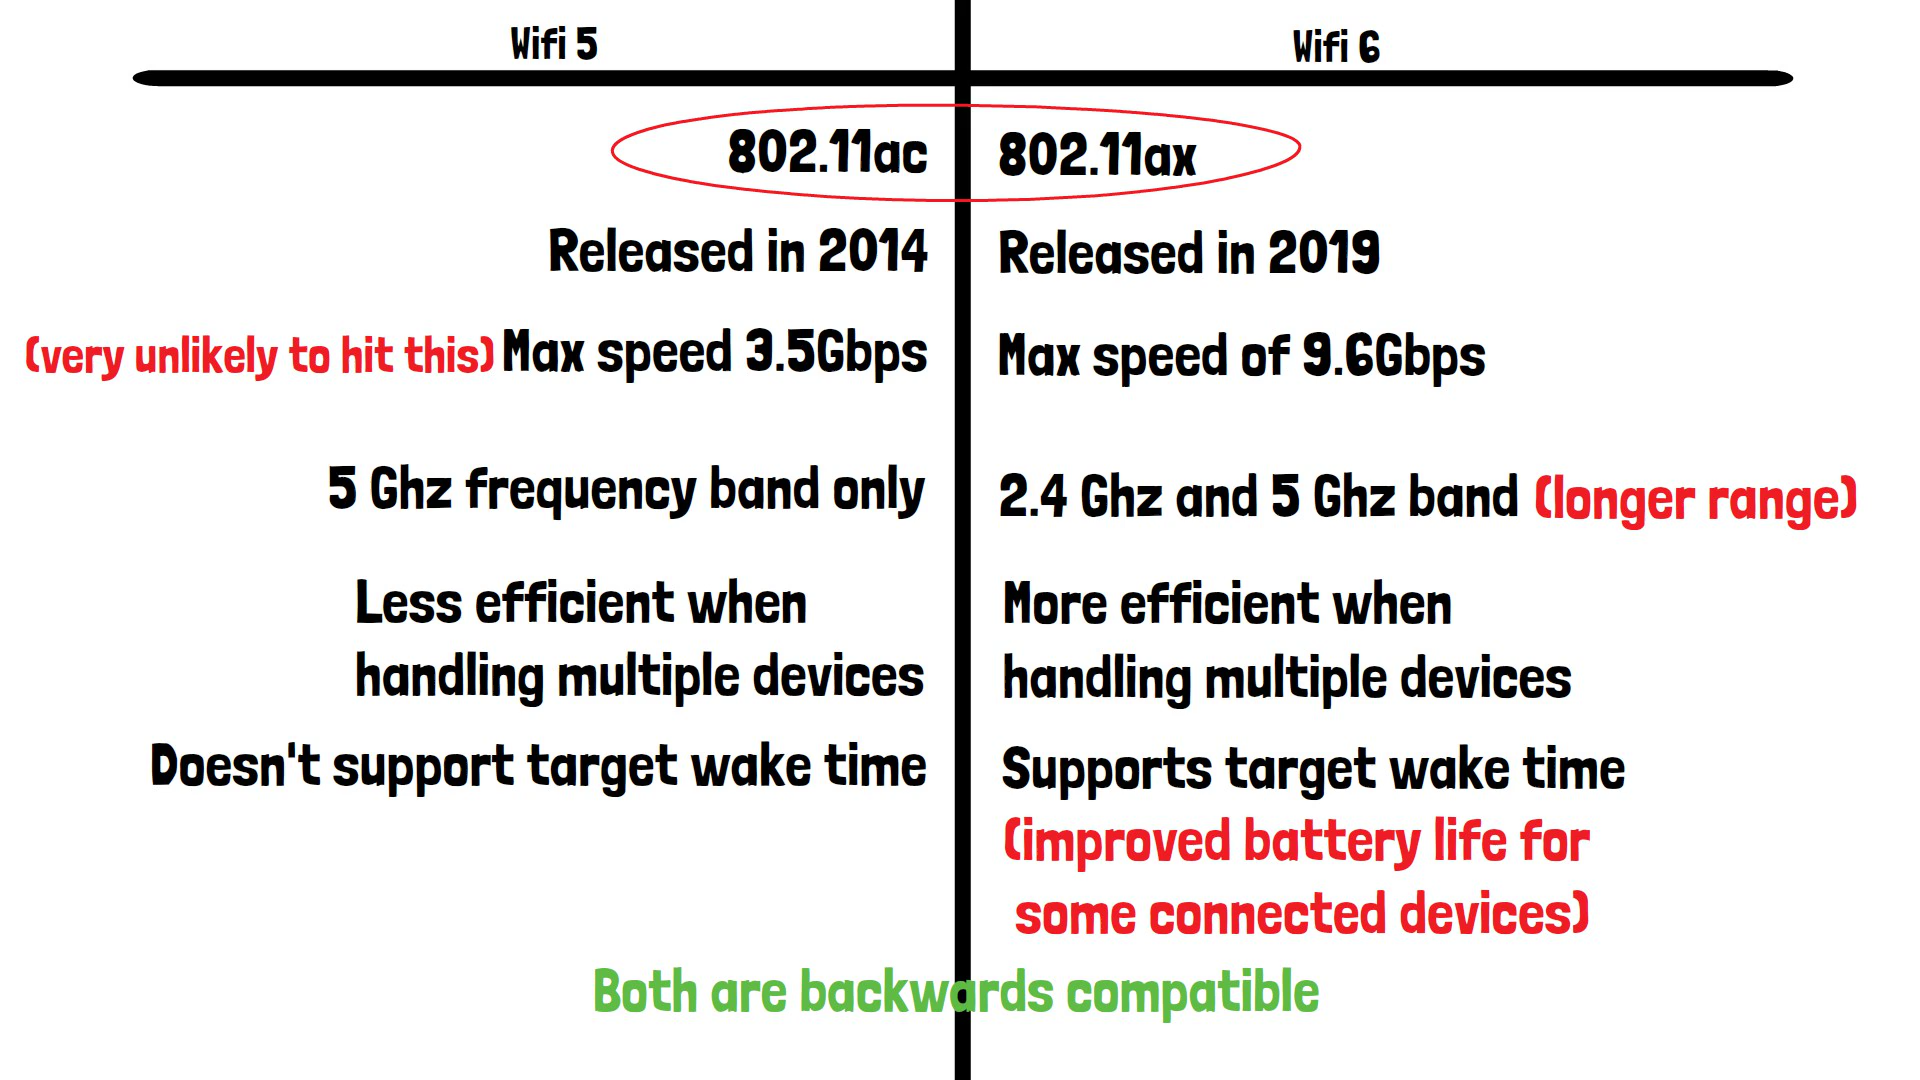 Wifi 5
Wifi 6
802.11ac
802.11ax
Released in 2014
Released in 2019
(very unlikely to hit this) Max speed 3.5Gbps
Max speed of 9.6Gbps
5 Ghz frequency band only
2.4 Ghz and 5 Ghz band (longer range)
Less efficient when
handling multiple devices
More efficient when
handling multiple devices
Doesn't support target wake time
Supports target wake time
(improved battery life for
some connected devices)
Both are backwards compatible